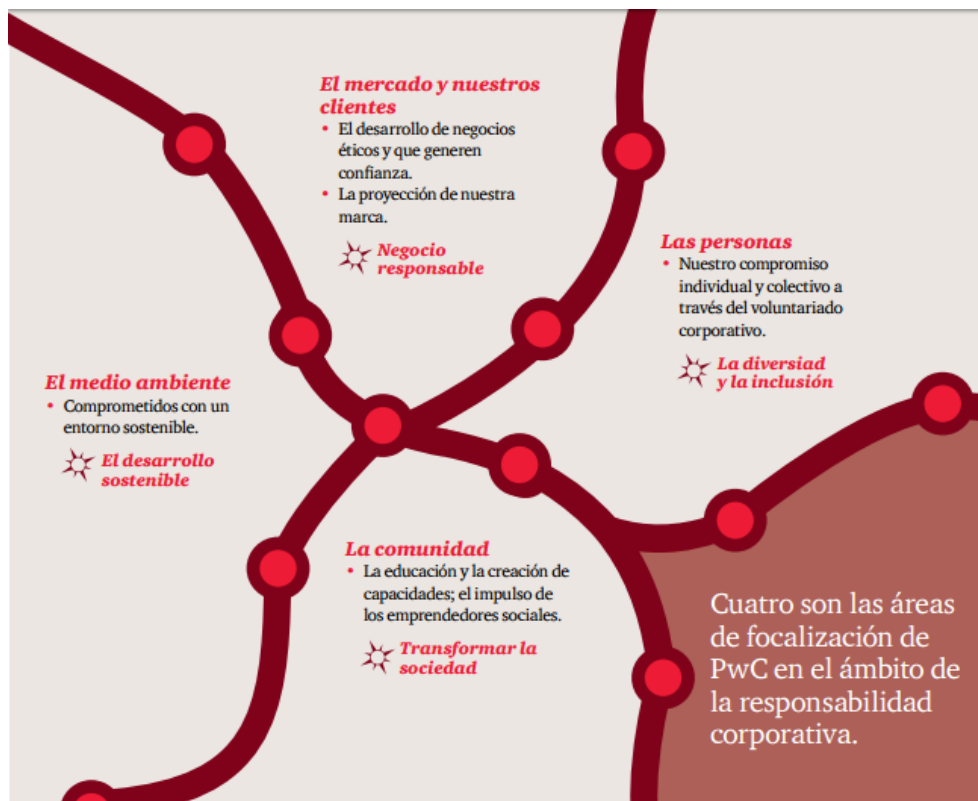 El mercado y nuestros
clientes
• El desarrollo de negocios
éticos y que generen
confianza.
• La proyección de nuestra
marca.
Negocio
responsable
Las personas
• Nuestro compromiso
individual y colectivo a
través del voluntariado
corporativo.
La diversiad
y la inclusión
El medio ambiente
• Comprometidos con un
entorno sostenible.
El desarrollo
sostenible
La comunidad
• La educación y la creación de
capacidades; el impulso de
los emprendedores sociales.
Transformar la
sociedad
Cuatro son las áreas
de focalización de
PwC en el ámbito de
la responsabilidad
corporativa.